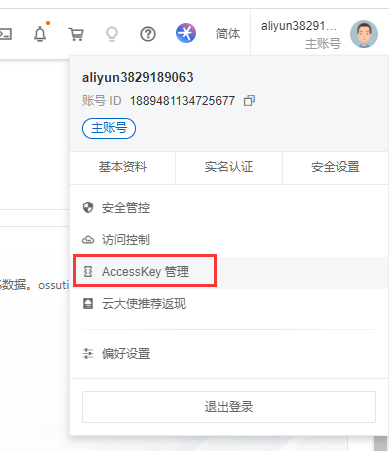 简体
aliyun38291...
主账号
aliyun3829189063
账号 ID 1889481134725677
主账号
基本资料
实名认证
安全设置
安全管控
访问控制
AccessKey 管理
数据。ossuti
云大使推荐返现
偏好设置
退出登录